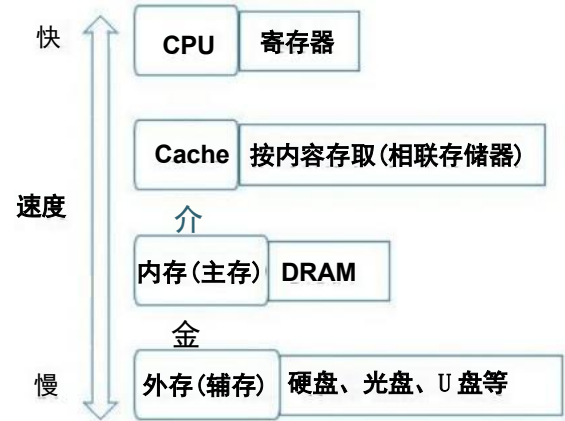 快
CPU 寄存器
Cache 按内容存取(相联存储器)
速度
介
内存(主存) DRAM
金
慢 外存(辅存) 硬盘、光盘、U盘等